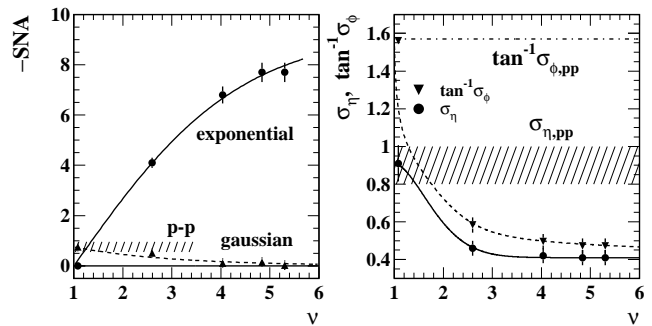 −SNA
10
8
6
4
2
0
exponential
p-p
gaussian
1 2 3 4 5 6
ν
σ_η, tan⁻¹σ_ϕ
1.6
1.4
1.2
1
0.8
0.6
0.4
tan⁻¹σ_ϕ,pp
▼ tan⁻¹σ_ϕ
● σ_η
σ_η,pp
1 2 3 4 5 6
ν